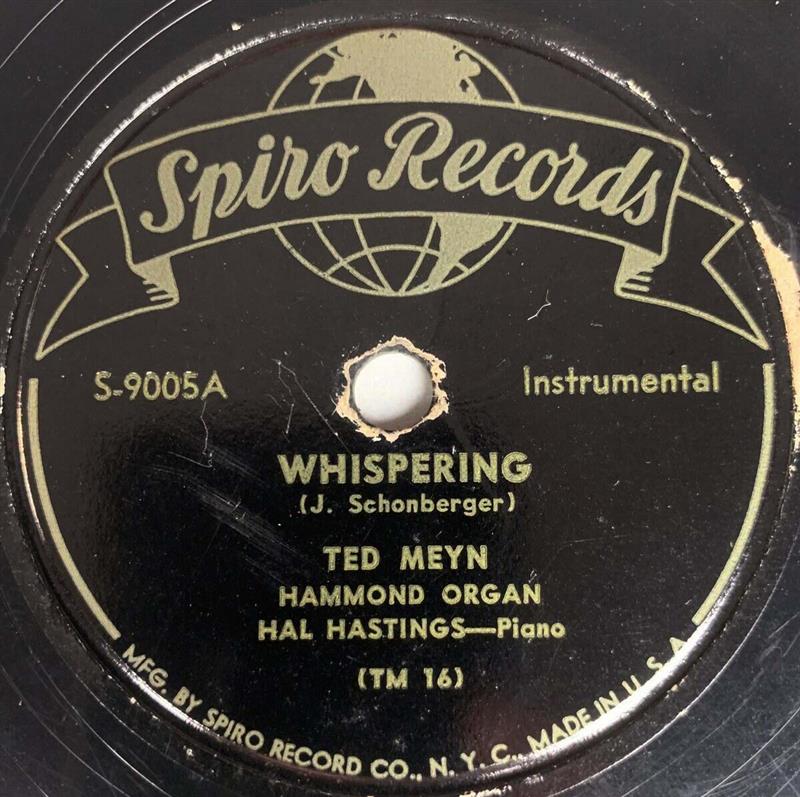 Spiro Records
S-9005A
Instrumental
WHISPERING
(J. Schonberger)
TED MEYN
HAMMOND ORGAN
HAL HASTINGS—Piano
(TM 16)
MFG. BY SPIRO RECORD CO., N. Y. C., MADE IN U. S. A.